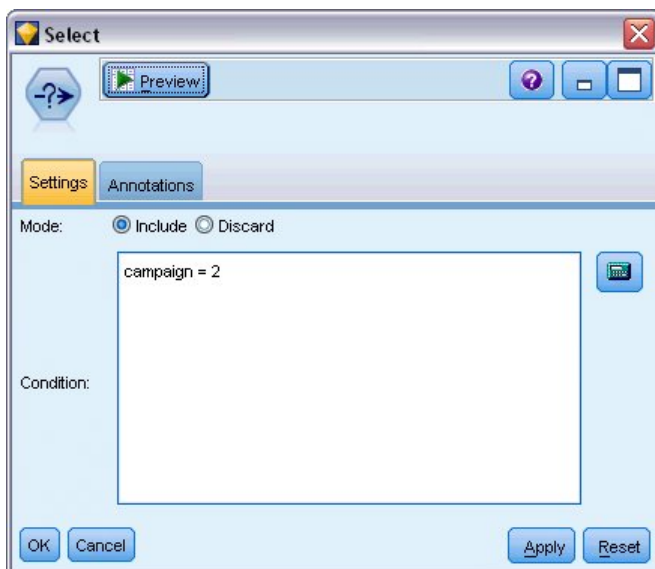 Select
Preview
Settings Annotations
Mode: Include Discard
campaign = 2
Condition:
OK Cancel Apply Reset